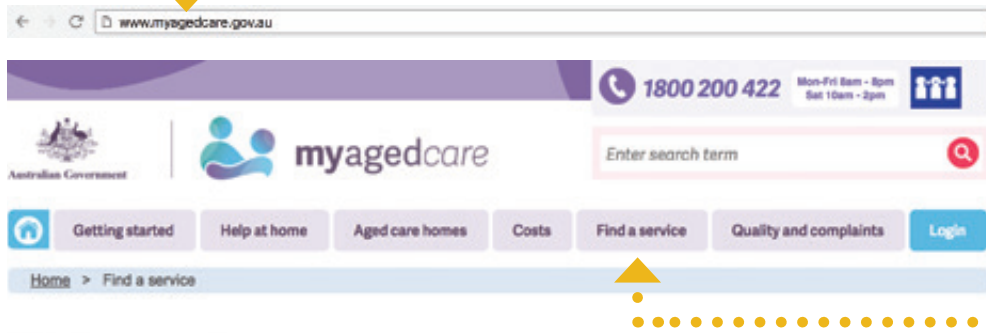 www.myagedcare.gov.au
1800 200 422
Mon-Fri 8am - 8pm
Sat 10am - 2pm
Australian Government
myagedcare
Enter search term
Getting started
Help at home
Aged care homes
Costs
Find a service
Quality and complaints
Login
Home > Find a service